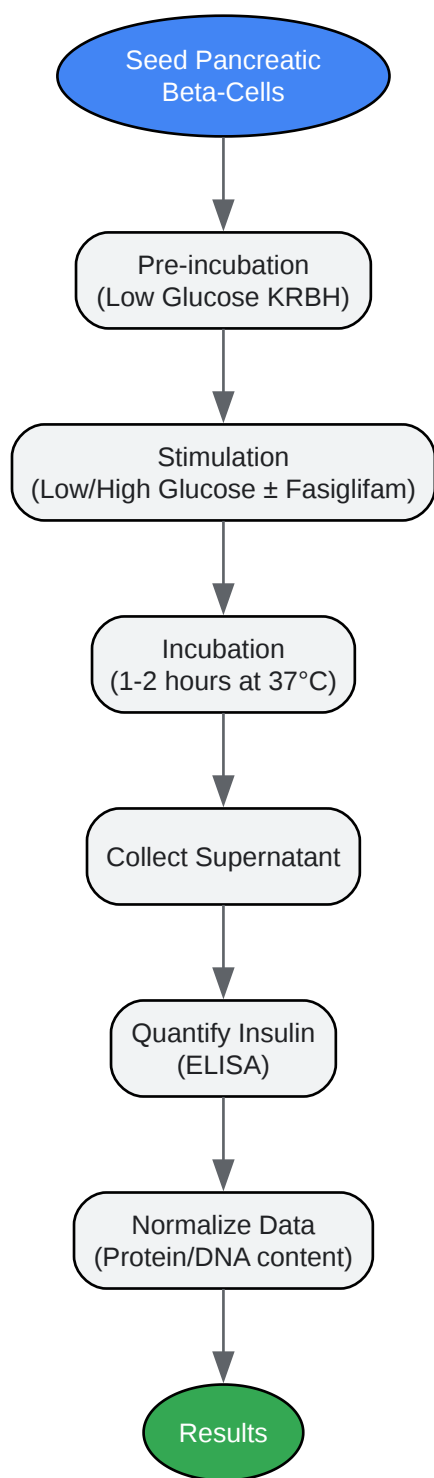 Seed Pancreatic
Beta-Cells
Pre-incubation
(Low Glucose KRBH)
Stimulation
(Low/High Glucose ± Fasiglifam)
Incubation
(1-2 hours at 37°C)
Collect Supernatant
Quantify Insulin
(ELISA)
Normalize Data
(Protein/DNA content)
Results